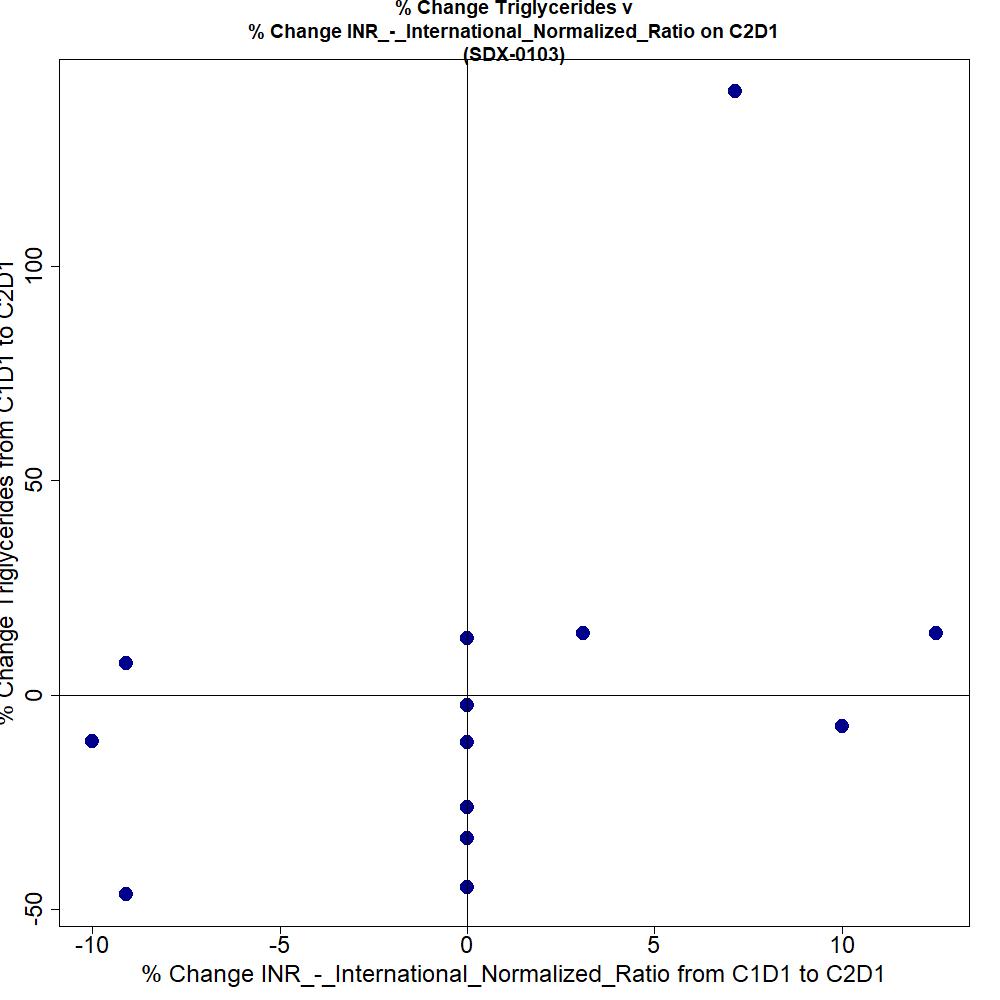 % Change Triglycerides v
% Change INR_-_International_Normalized_Ratio on C2D1
(SDX-0103)
% Change Triglycerides from C1D1 to C2D1
100
50
0
-50
-10
-5
0
5
10
% Change INR_-_International_Normalized_Ratio from C1D1 to C2D1